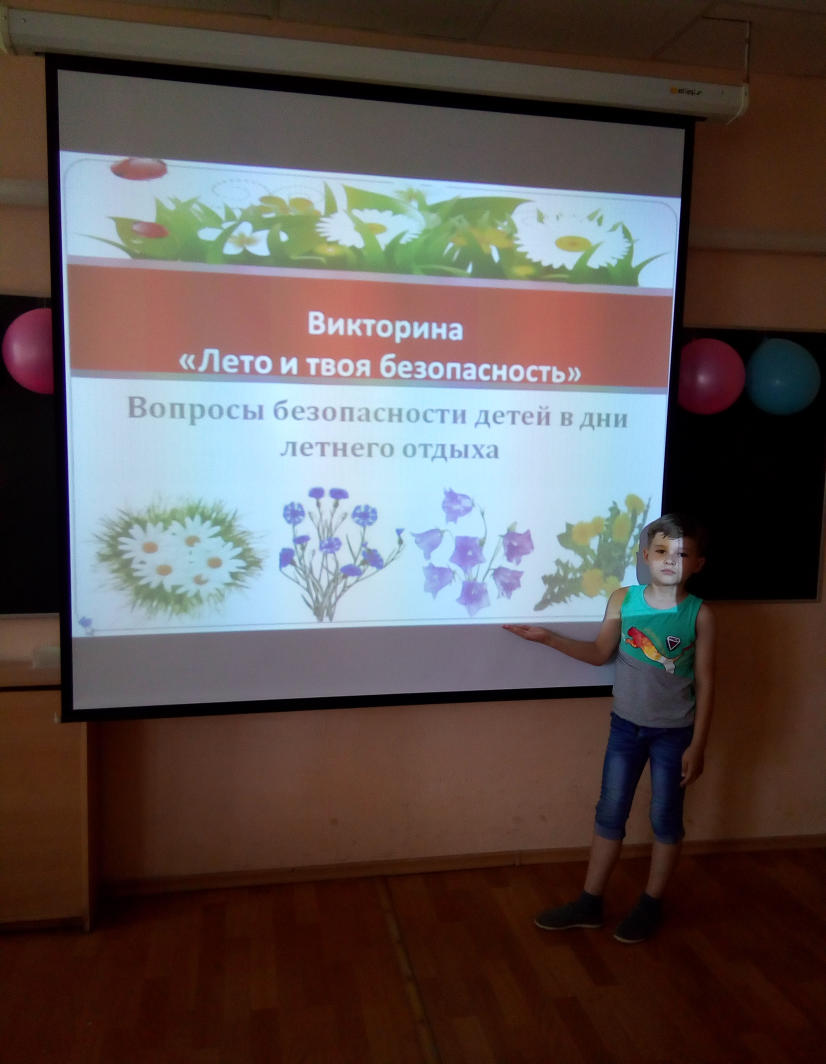 Викторина
«Лето и твоя безопасность»
Вопросы безопасности детей в дни
летнего отдыха